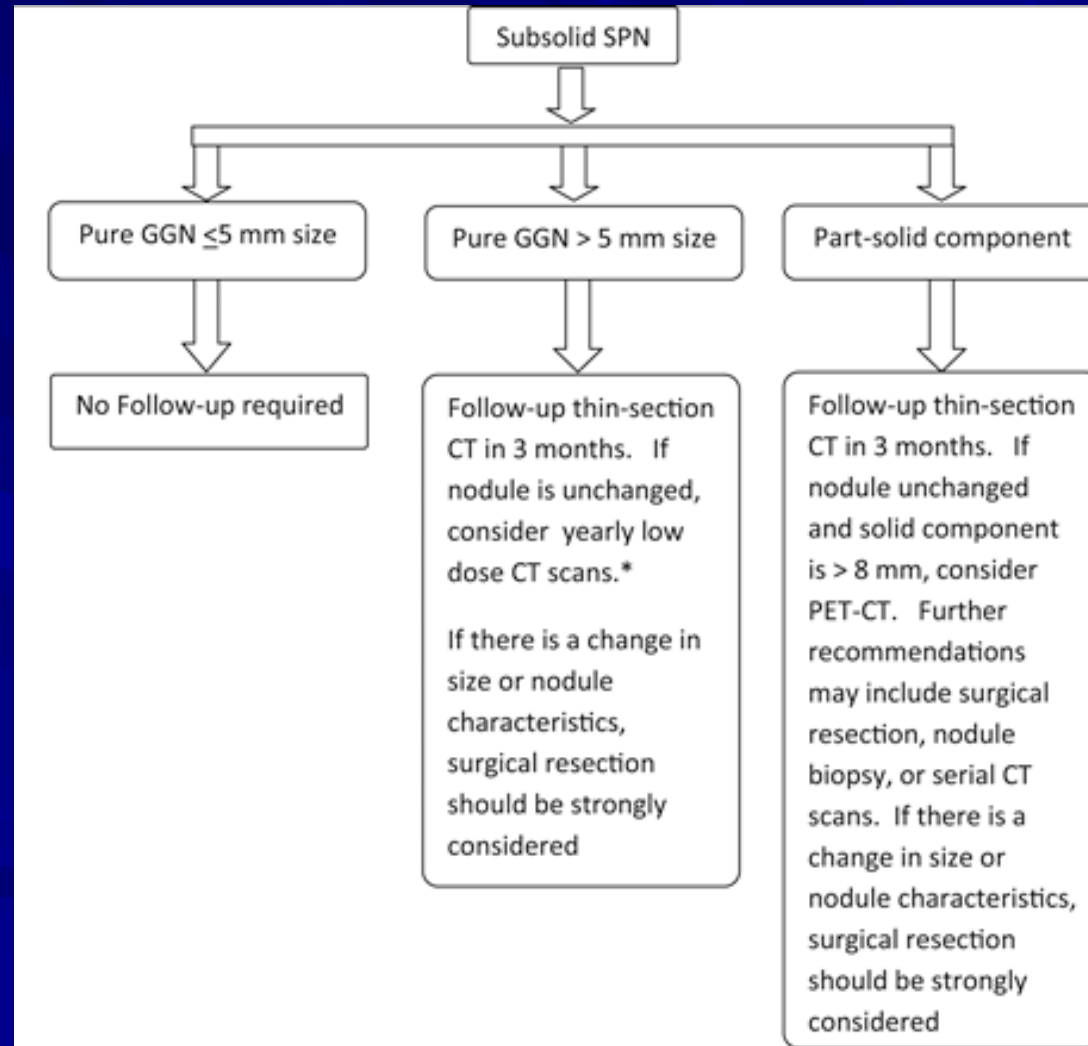 Subsolid SPN
Pure GGN ≤5 mm size
Pure GGN > 5 mm size
Part-solid component
No Follow-up required
Follow-up thin-section
CT in 3 months. If
nodule is unchanged,
consider yearly low
dose CT scans.*
If there is a change in
size or nodule
characteristics,
surgical resection
should be strongly
considered
Follow-up thin-section
CT in 3 months. If
nodule unchanged
and solid component
is > 8 mm, consider
PET-CT. Further
recommendations
may include surgical
resection, nodule
biopsy, or serial CT
scans. If there is a
change in size or
nodule characteristics,
surgical resection
should be strongly
considered